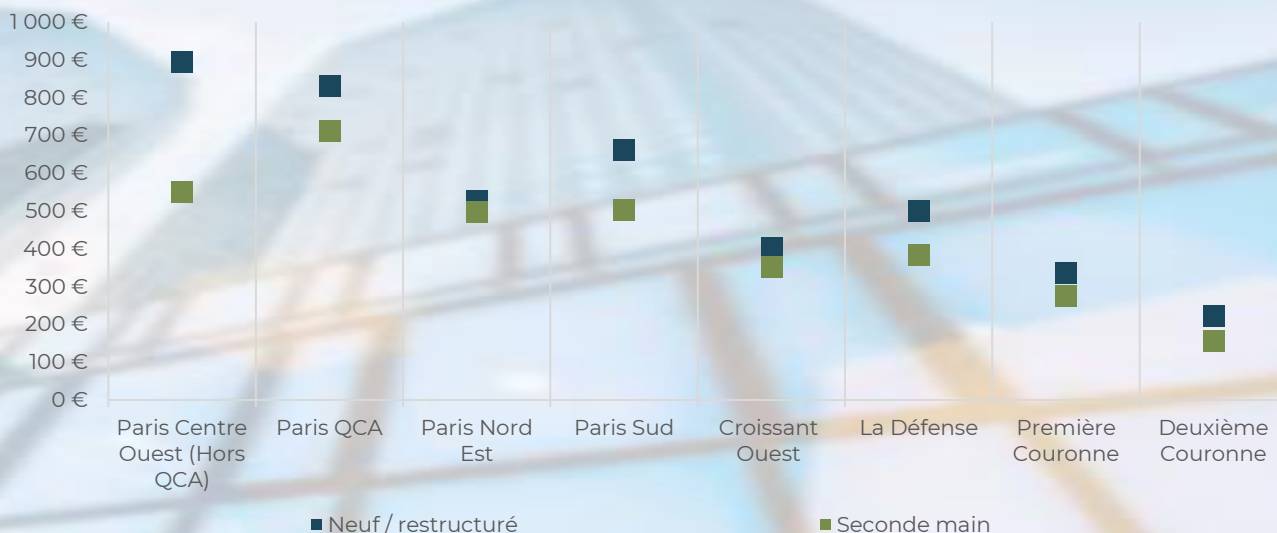 1 000 €
900 €
800 €
700 €
600 €
500 €
400 €
300 €
200 €
100 €
0 €
Paris Centre
Ouest (Hors
QCA)
Paris QCA
Paris Nord
Est
Paris Sud
Croissant
Ouest
La Défense
Première
Couronne
Deuxième
Couronne
Neuf / restructuré
Seconde main